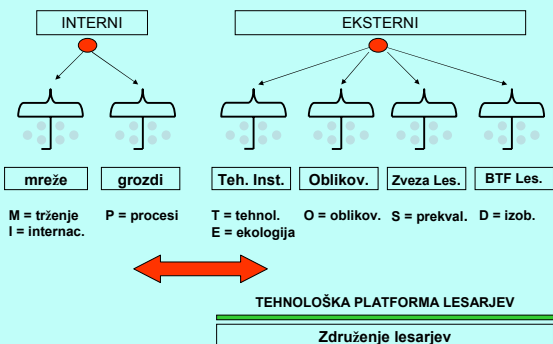 INTERNI
EKSTERNI
mreže
grozdi
Teh. Inst.
Oblikov.
Zveza Les.
BTF Les.
M = trženje
I = internac.
P = procesi
T = tehnol.
E = ekologija
O = oblikov.
S = prekval.
D = izob.
TEHNOLOŠKA PLATFORMA LESARJEV
Združenje lesarjev